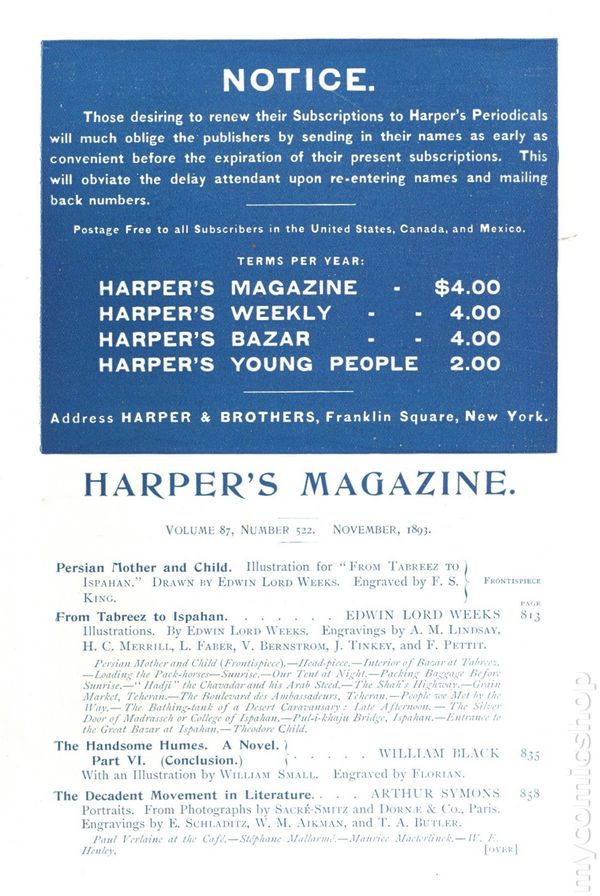 NOTICE.
Those desiring to renew their Subscriptions to Harper's Periodicals
will much oblige the publishers by sending in their names as early as
convenient before the expiration of their present subscriptions. This
will obviate the delay attendant upon re-entering names and mailing
back numbers.
Postage Free to all Subscribers in the United States, Canada, and Mexico.
TERMS PER YEAR:
HARPER'S MAGAZINE - $4.00
HARPER'S WEEKLY - - 4.00
HARPER'S BAZAR - - 4.00
HARPER'S YOUNG PEOPLE 2.00
Address HARPER & BROTHERS, Franklin Square, New York.
HARPER'S MAGAZINE.
VOLUME 87, NUMBER 522. NOVEMBER, 1893.
Persian Mother and Child. Illustration for "FROM TABREEZ TO
ISPAHAN." DRAWN BY EDWIN LORD WEEKS. Engraved by F. S. FRONTISPIECE
KING.
PAGE
From Tabreez to Ispahan. . . . . . . EDWIN LORD WEEKS 813
Illustrations. By EDWIN LORD WEEKS. Engravings by A. M. LINDSAY,
H. C. MERRILL, L. FABER, V. BERNSTROM, J. TINKEY, and F. PETTIT.
Persian Mother and Child (Frontispiece).—Head-piece.—Interior of Bazar at Tabreez.
—Loading the Pack-horses—Sunrise.—Our Tent at Night.—Packing Baggage Before
Sunrise.—"Hadji" the Chavadar and his Arab Steed.—The Shah's Highway.—Grain
Market, Teheran.—The Boulevard des Ambassadeurs, Teheran.—People we Met by the
Way.—The Bathing-tank of a Desert Caravansary: Late Afternoon.—The Silver
Door of Madrasseh or College of Ispahan.—Pul-i-khaju Bridge, Ispahan.—Entrance to
the Great Bazar at Ispahan.—Theodore Child.
The Handsome Humes. A Novel.
Part VI. (Conclusion.) . . . . . WILLIAM BLACK 835
With an Illustration by WILLIAM SMALL. Engraved by FLORIAN.
The Decadent Movement in Literature. . . . ARTHUR SYMONS 858
Portraits. From Photographs by SACRÉ-SMITZ and DORNÆ & CO., Paris.
Engravings by E. SCHLADITZ, W. M. AIKMAN, and T. A. BUTLER.
Paul Verlaine at the Café.—Stéphane Mallarmé.—Maurice Maeterlinck.—W. E.
Henley. [OVER]
mycomicshop